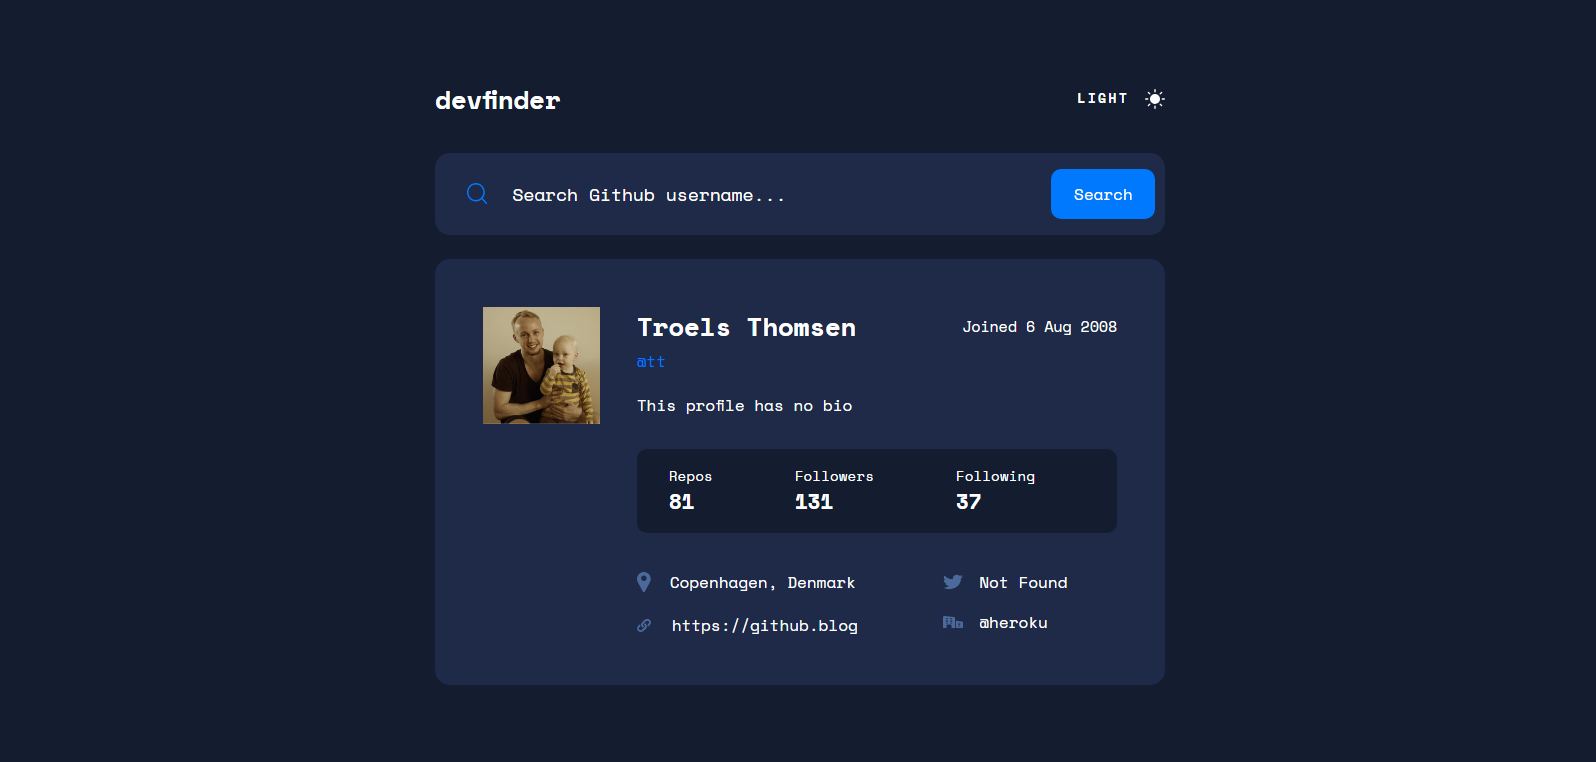 devfinder
LIGHT
Search Github username...
Search
Troels Thomsen
Joined 6 Aug 2008
@tt
This profile has no bio
Repos
Followers
Following
81
131
37
Copenhagen, Denmark
Not Found
https://github.blog
@heroku